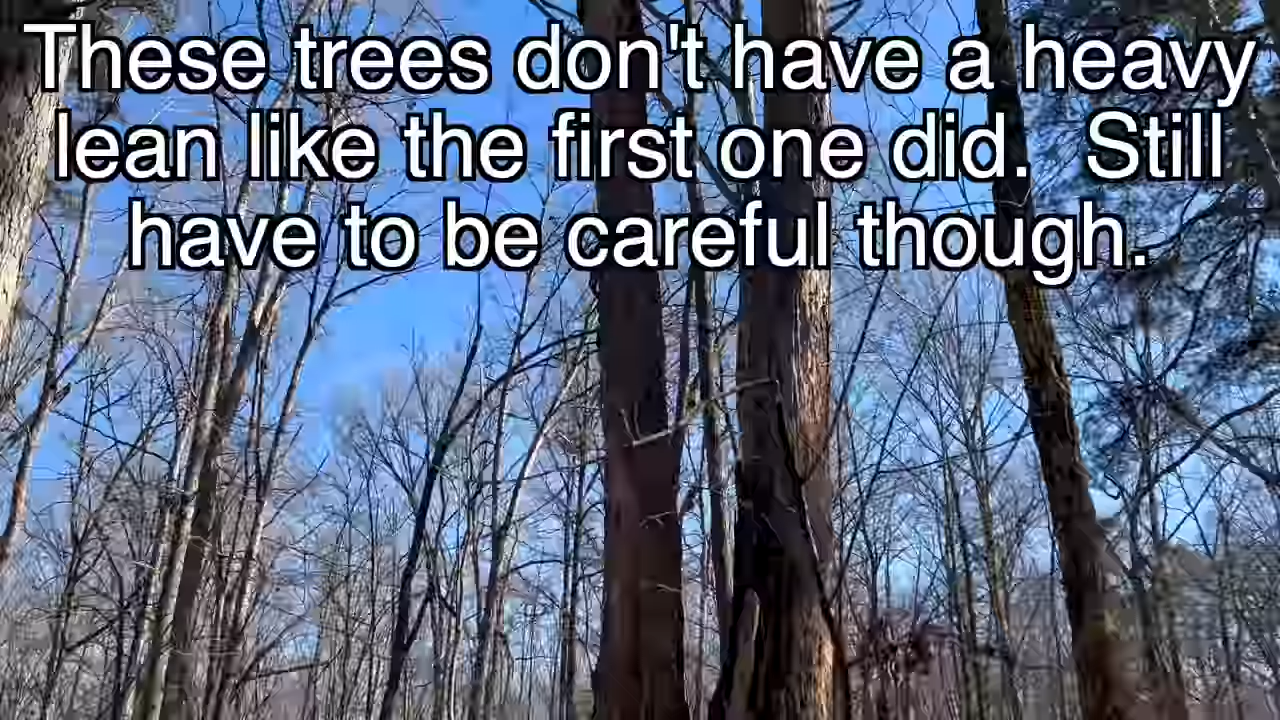 These trees don't have a heavy
lean like the first one did.  Still
have to be careful though.